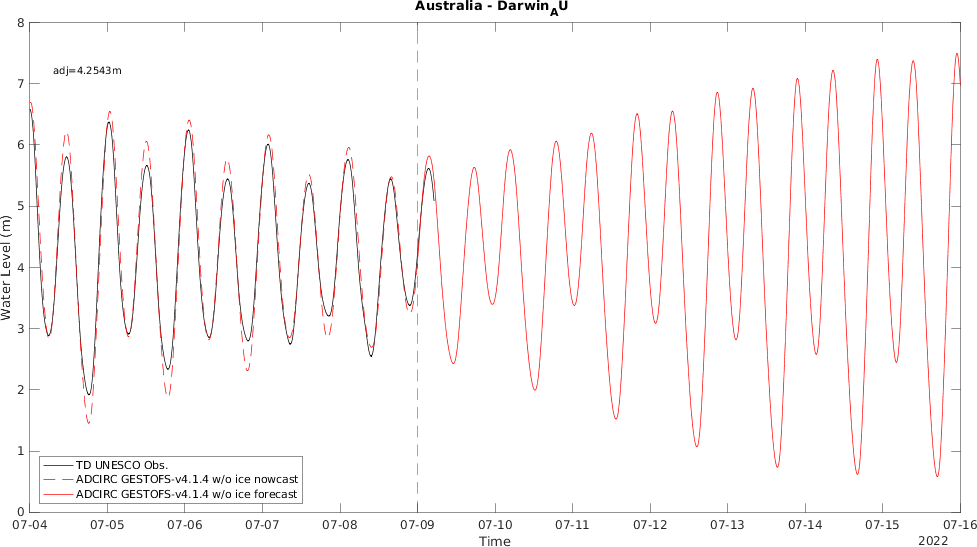 Australia - Darwin_AU
8
7
6
5
4
3
2
1
0
adj=4.2543m
Water Level (m)
TD UNESCO Obs.
ADCIRC GESTOFS-v4.1.4 w/o ice nowcast
ADCIRC GESTOFS-v4.1.4 w/o ice forecast
07-04 07-05 07-06 07-07 07-08 07-09 07-10 07-11 07-12 07-13 07-14 07-15 07-16
Time
2022